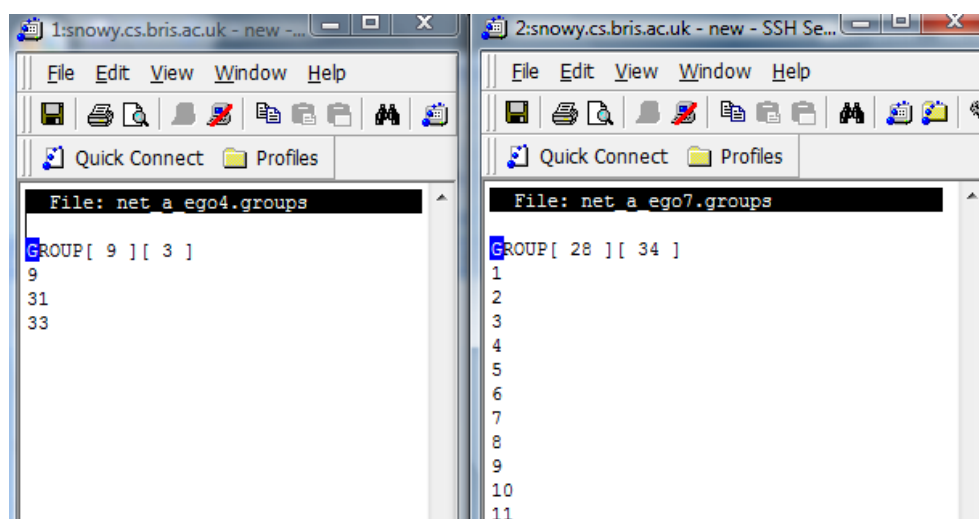 1:snowy.cs.bris.ac.uk - new -...
File Edit View Window Help
Quick Connect Profiles
File: net_a_ego4.groups
GROUP[ 9 ][ 3 ]
9
31
33
2:snowy.cs.bris.ac.uk - new - SSH Se...
File Edit View Window Help
Quick Connect Profiles
File: net_a_ego7.groups
GROUP[ 28 ][ 34 ]
1
2
3
4
5
6
7
8
9
10
11